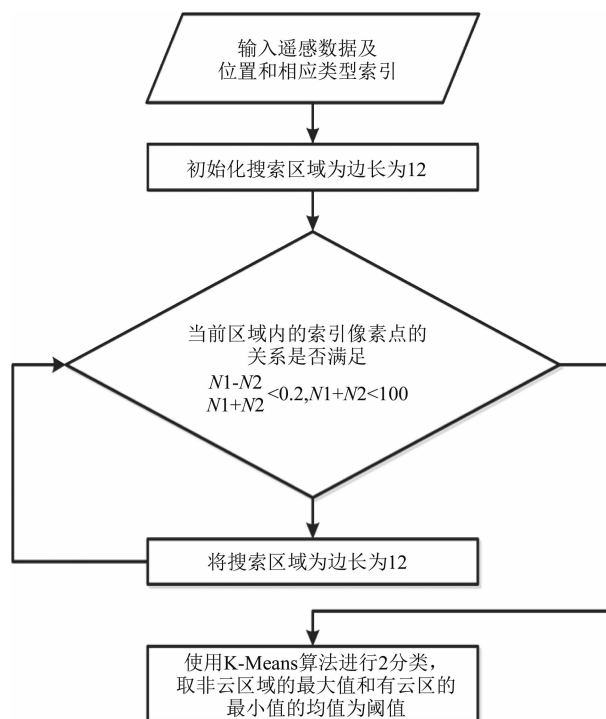 输入遥感数据及
位置和相应类型索引
初始化搜索区域为边长为12
当前区域内的索引像素点的
关系是否满足
N1-N2
N1+N2 <0.2,N1+N2<100
将搜索区域为边长为12
使用K-Means算法进行2分类,
取非云区域的最大值和有云区的
最小值的均值为阈值